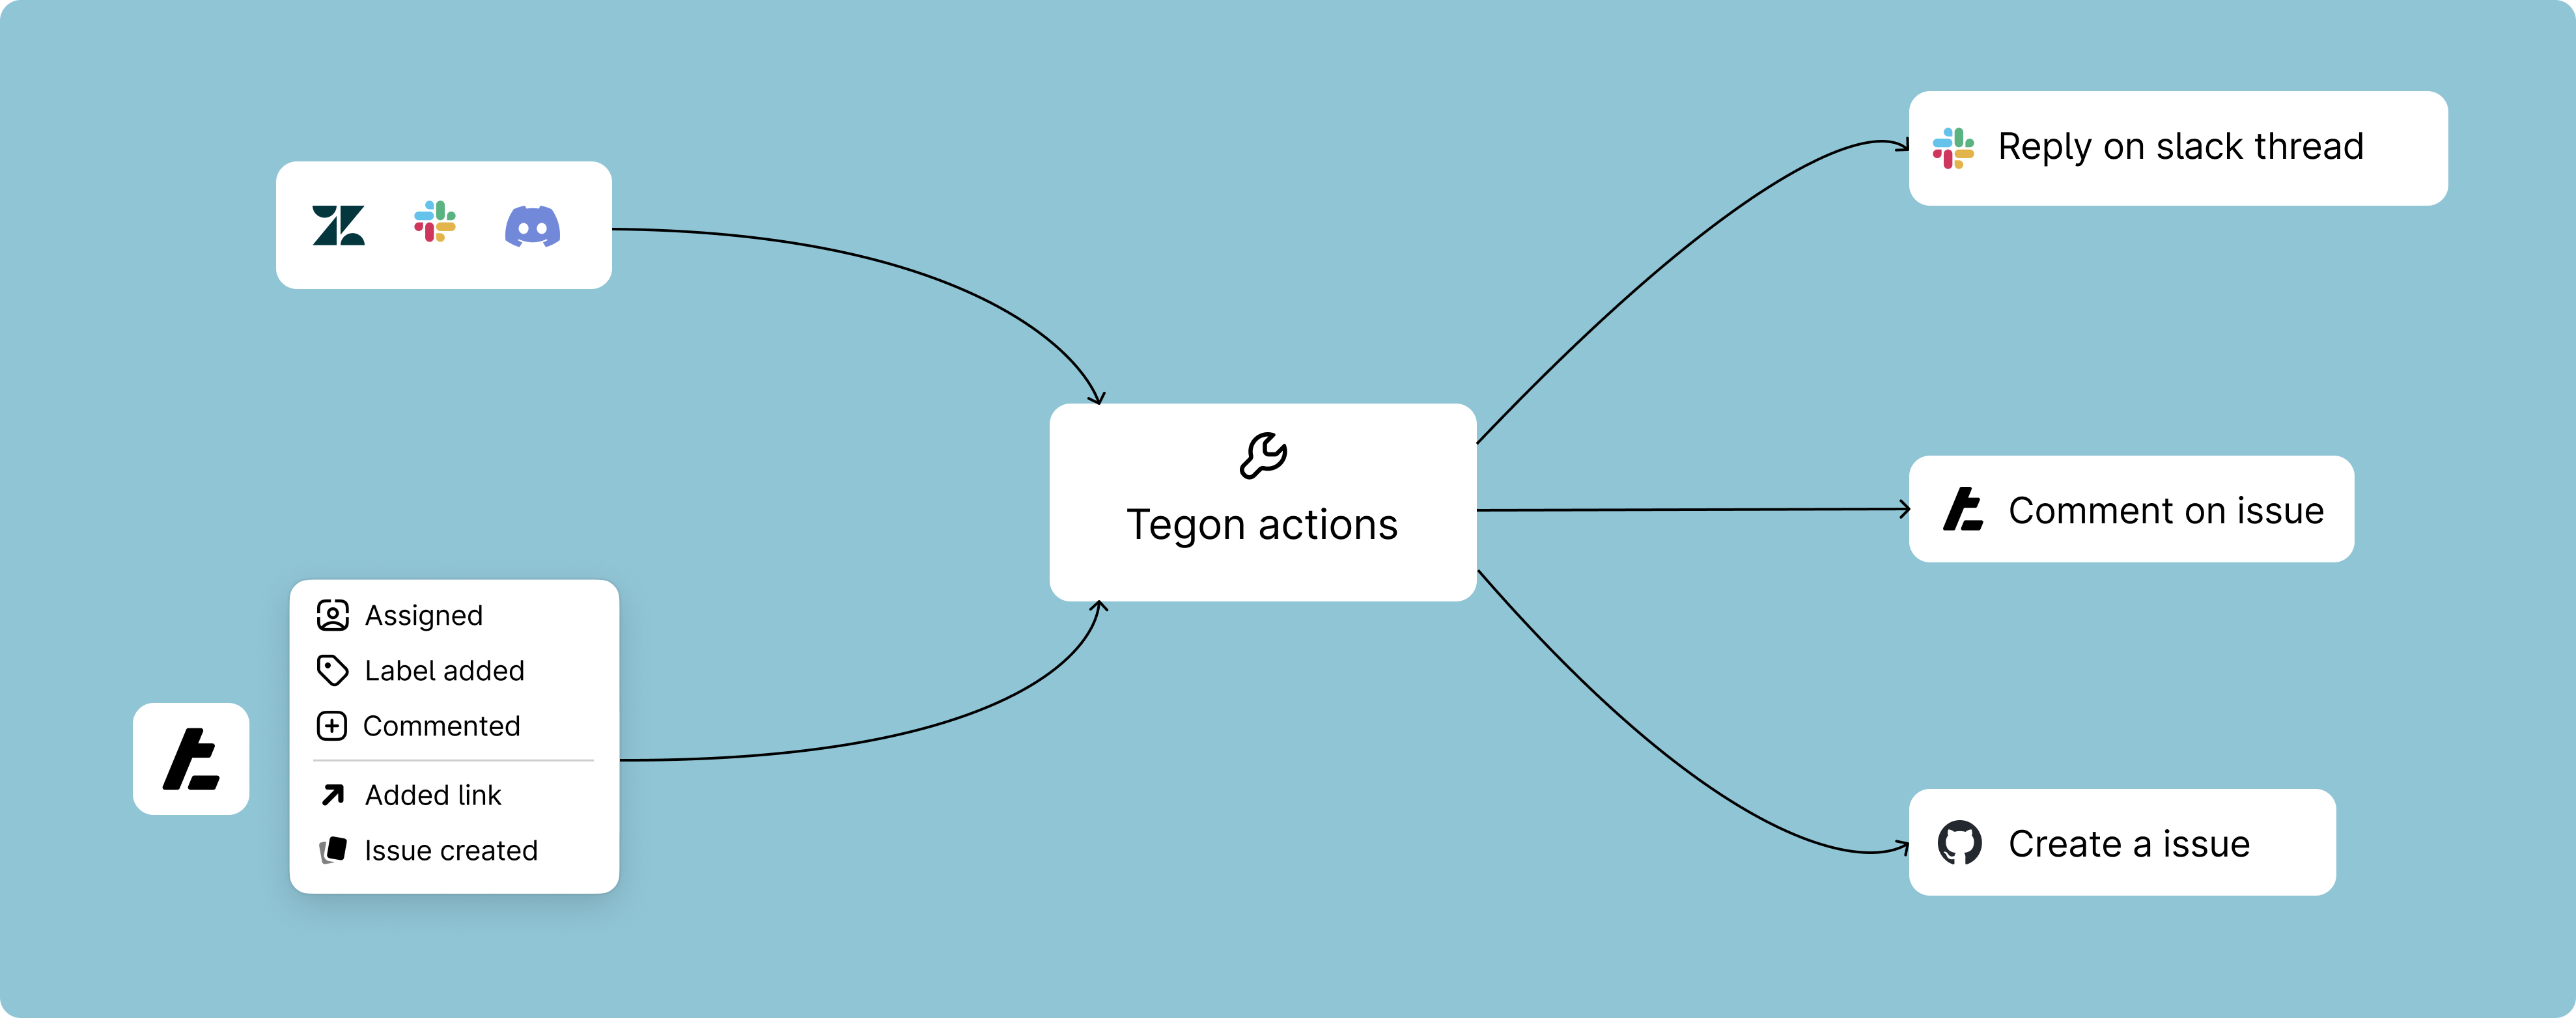 Reply on slack thread
Tegon actions
Comment on issue
Assigned
Label added
Commented
Added link
Issue created
Create a issue